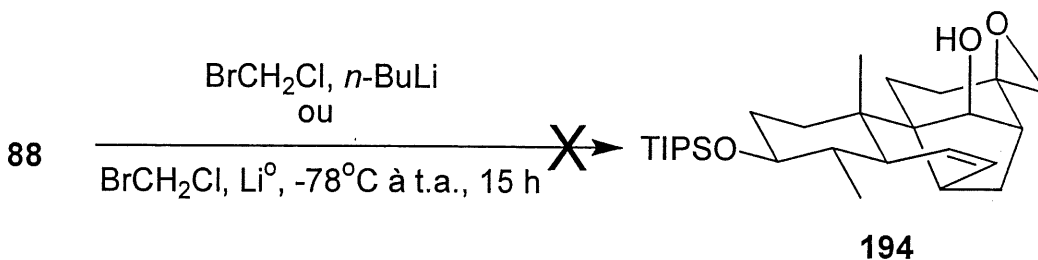 BrCH₂Cl, n-BuLi
ou
88
BrCH₂Cl, Li°, -78°C à t.a., 15 h
X
HO
O
TIPSO
194